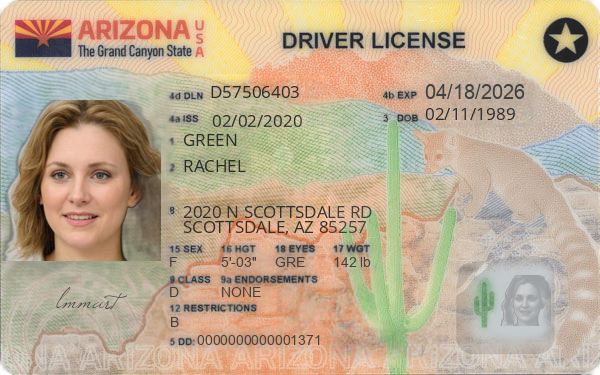 ARIZONA USA
The Grand Canyon State
DRIVER LICENSE
4d DLN D57506403
4b EXP 04/18/2026
4a ISS 02/02/2020
3 DOB 02/11/1989
1 GREEN
2 RACHEL
8 2020 N SCOTTSDALE RD
SCOTTSDALE, AZ 85257
15 SEX 16 HGT 18 EYES 17 WGT
F 5'-03" GRE 142 lb
9 CLASS 9a ENDORSEMENTS
D NONE
12 RESTRICTIONS
B
5 DD: 0000000000001371
ARIZONA ARIZONA ARIZONA ARIZONA